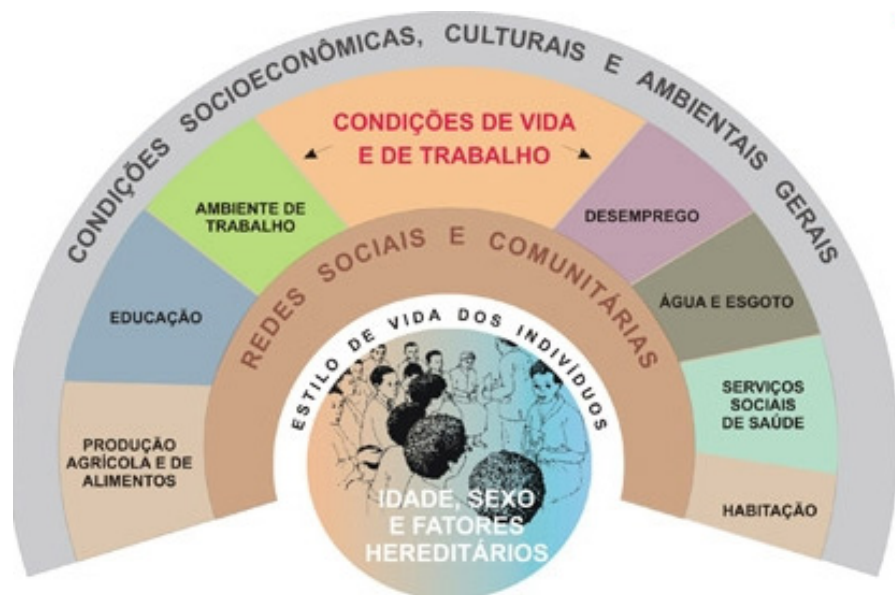 CONDIÇÕES SOCIOECONÔMICAS, CULTURAIS E AMBIENTAIS GERAIS
CONDIÇÕES DE VIDA
E DE TRABALHO
AMBIENTE DE
TRABALHO
DESEMPREGO
REDES SOCIAIS E COMUNITÁRIAS
EDUCAÇÃO
ÁGUA E ESGOTO
ESTILO DE VIDA DOS INDIVÍDUOS
PRODUÇÃO
AGRÍCOLA E DE
ALIMENTOS
SERVIÇOS
SOCIAIS
DE SAÚDE
HABITAÇÃO
IDADE, SEXO
E FATORES
HEREDITÁRIOS